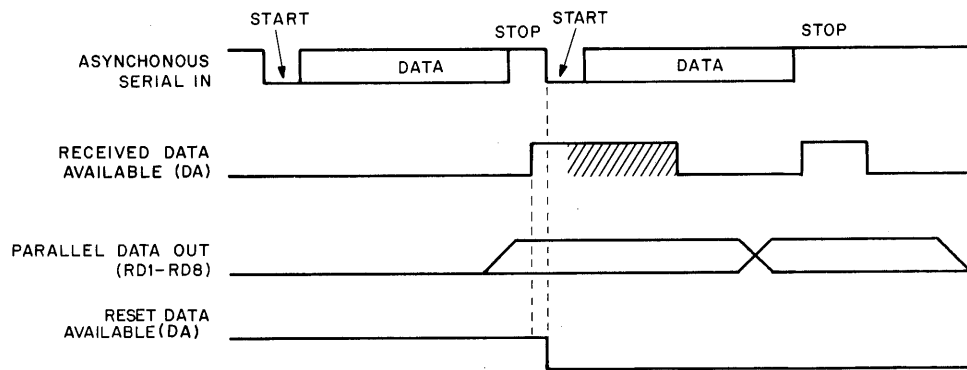 START
START
STOP
STOP
ASYNCHONOUS
SERIAL IN
DATA
DATA
RECEIVED DATA
AVAILABLE (DA)
PARALLEL DATA OUT
(RD1-RD8)
RESET DATA
AVAILABLE(DA)